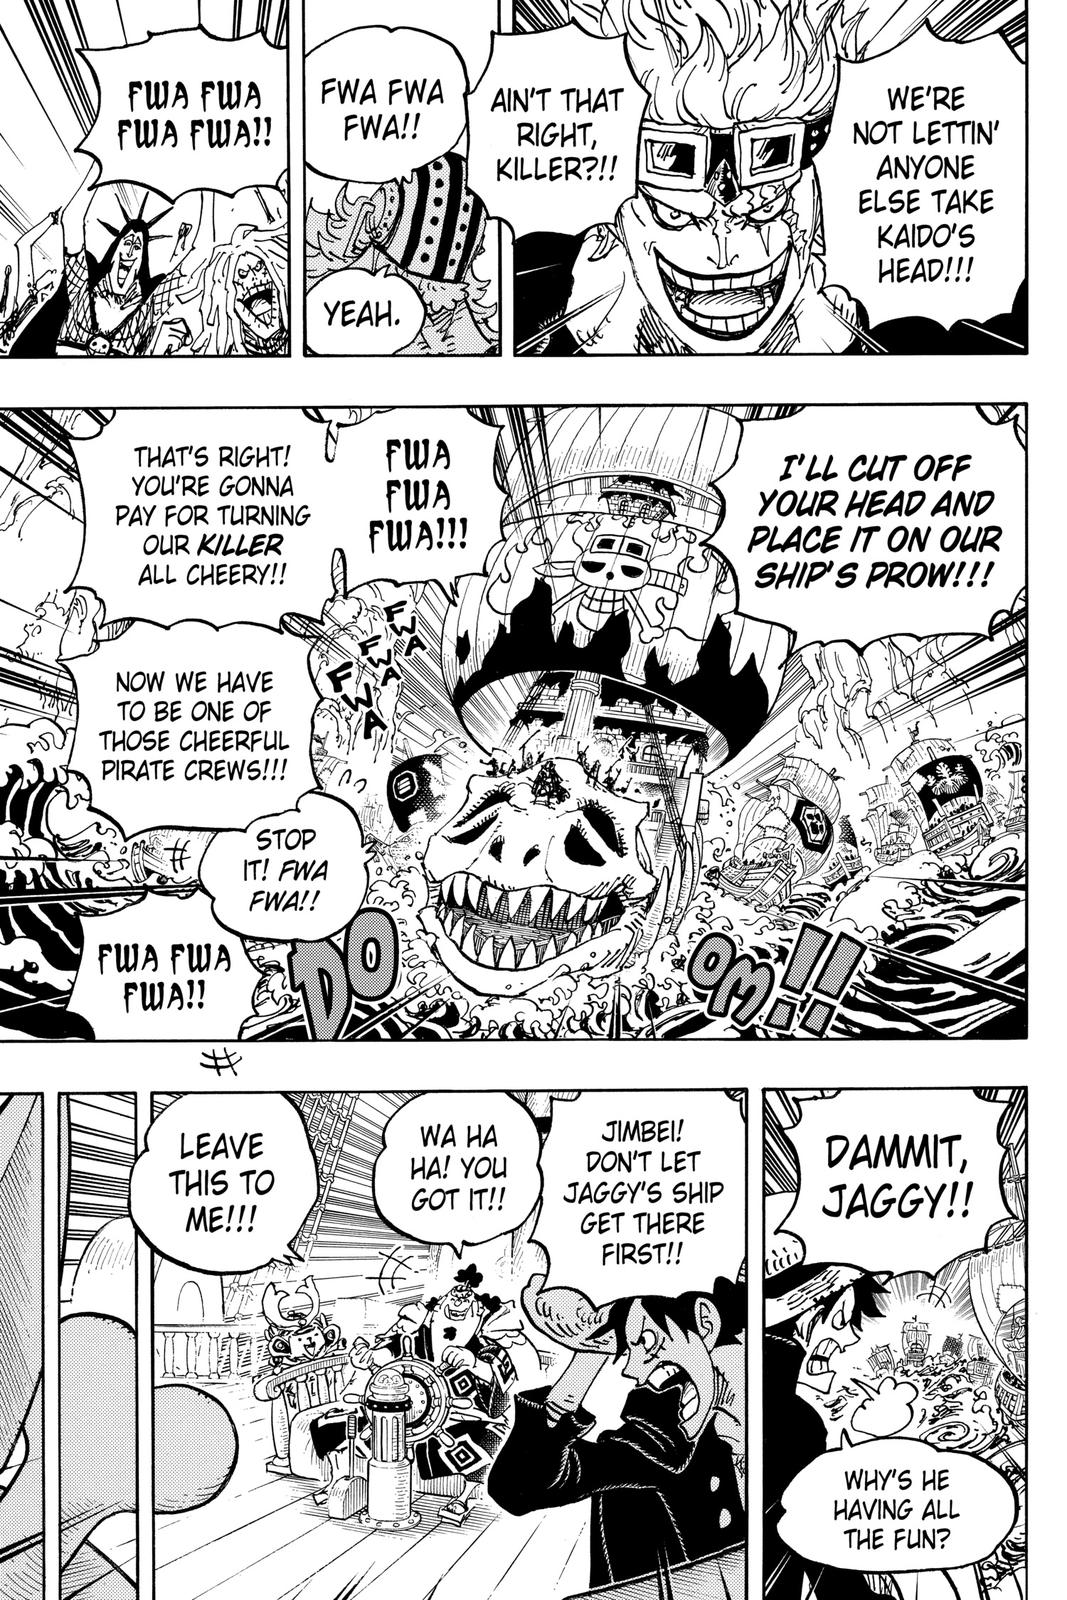 WE'RE
NOT LETTIN'
ANYONE
ELSE TAKE
KAIDO'S
HEAD!!!
AIN'T THAT
RIGHT,
KILLER?!!
FWA FWA
FWA!!
YEAH.
FWA FWA
FWA FWA!!
I'LL CUT OFF
YOUR HEAD AND
PLACE IT ON OUR
SHIP'S PROW!!!
FWA
FWA
FWA!!!
FWA
FWA
FWA
THAT'S RIGHT!
YOU'RE GONNA
PAY FOR TURNING
OUR KILLER
ALL CHEERY!!
NOW WE HAVE
TO BE ONE OF
THOSE CHEERFUL
PIRATE CREWS!!!
STOP
IT! FWA
FWA!!
FWA FWA
FWA!!
DOOM!!
DAMMIT,
JAGGY!!
WHY'S HE
HAVING ALL
THE FUN?
JIMBEI!
DON'T LET
JAGGY'S SHIP
GET THERE
FIRST!!
WA HA
HA! YOU
GOT IT!!
LEAVE
THIS TO
ME!!!